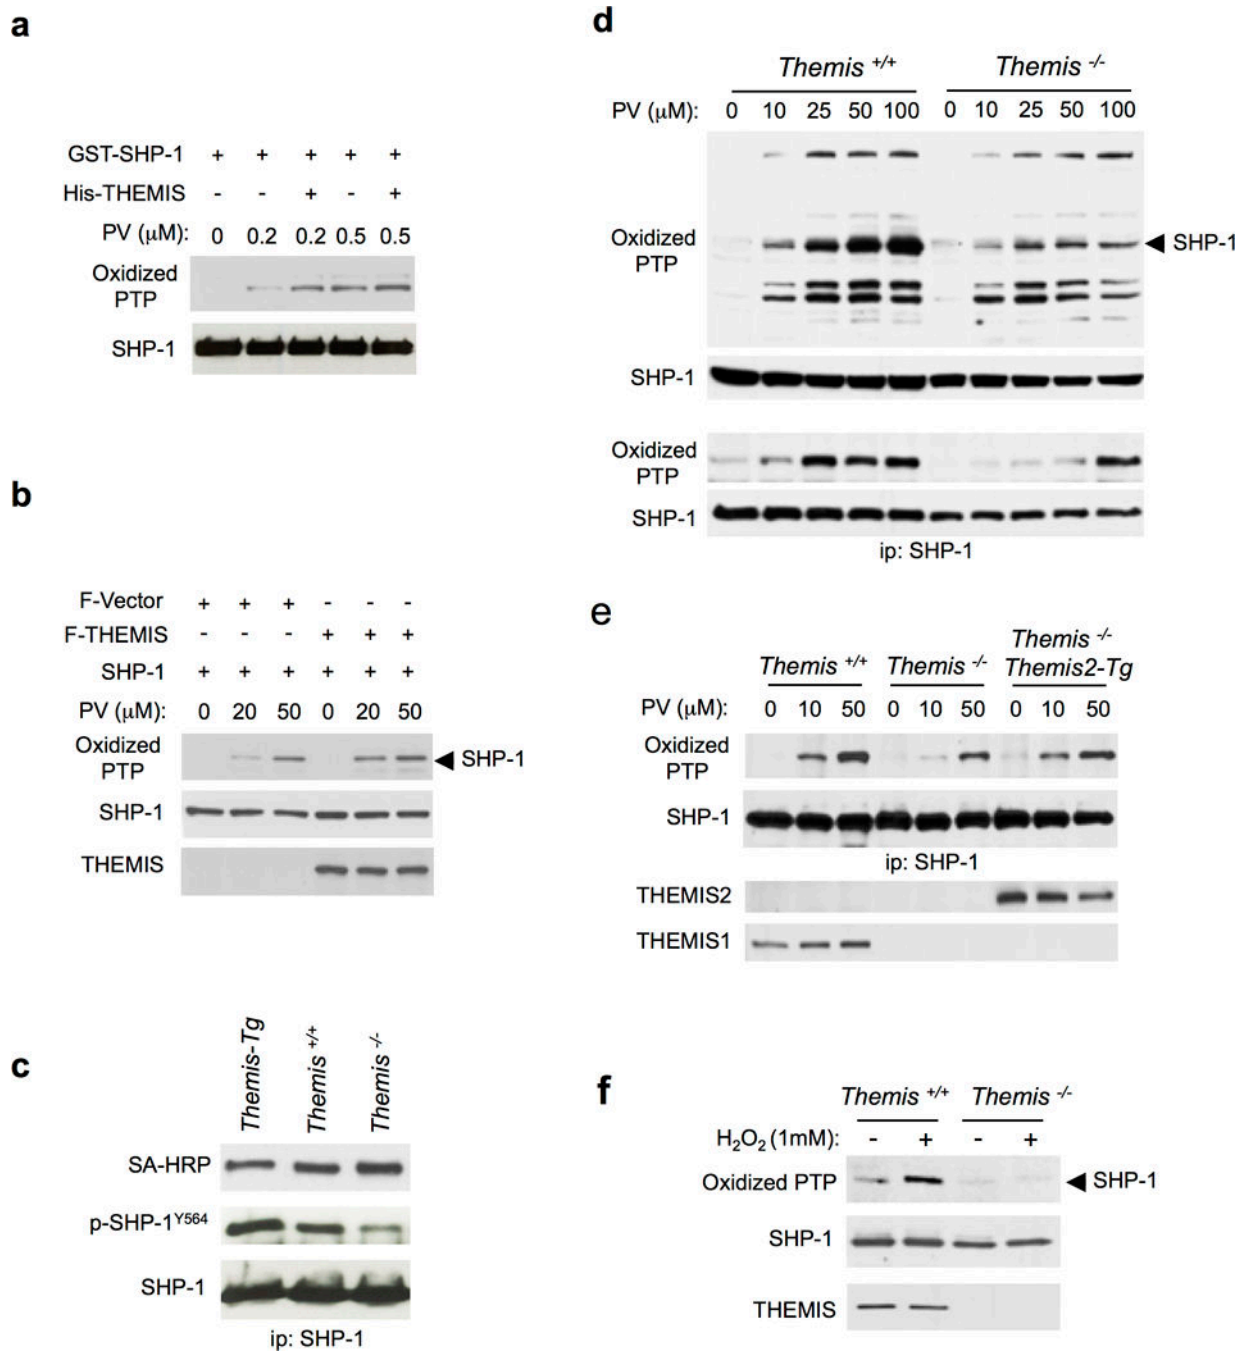 a
GST-SHP-1 + + + + +
His-THEMIS - - + - +
PV (μM): 0 0.2 0.2 0.5 0.5
Oxidized
PTP
SHP-1
b
F-Vector + + + - - -
F-THEMIS - - - + + +
SHP-1 + + + + + +
PV (μM): 0 20 50 0 20 50
Oxidized
PTP
SHP-1
SHP-1
THEMIS
c
Themis-Tg
Themis +/+
Themis -/-
SA-HRP
p-SHP-1Y564
SHP-1
ip: SHP-1
d
Themis +/+ Themis -/-
PV (μM): 0 10 25 50 100 0 10 25 50 100
Oxidized
PTP
SHP-1
SHP-1
Oxidized
PTP
SHP-1
ip: SHP-1
e
Themis +/+ Themis -/- Themis -/-
Themis2-Tg
PV (μM): 0 10 50 0 10 50 0 10 50
Oxidized
PTP
SHP-1
ip: SHP-1
THEMIS2
THEMIS1
f
Themis +/+ Themis -/-
H2O2 (1mM): - + - +
Oxidized PTP SHP-1
SHP-1
THEMIS